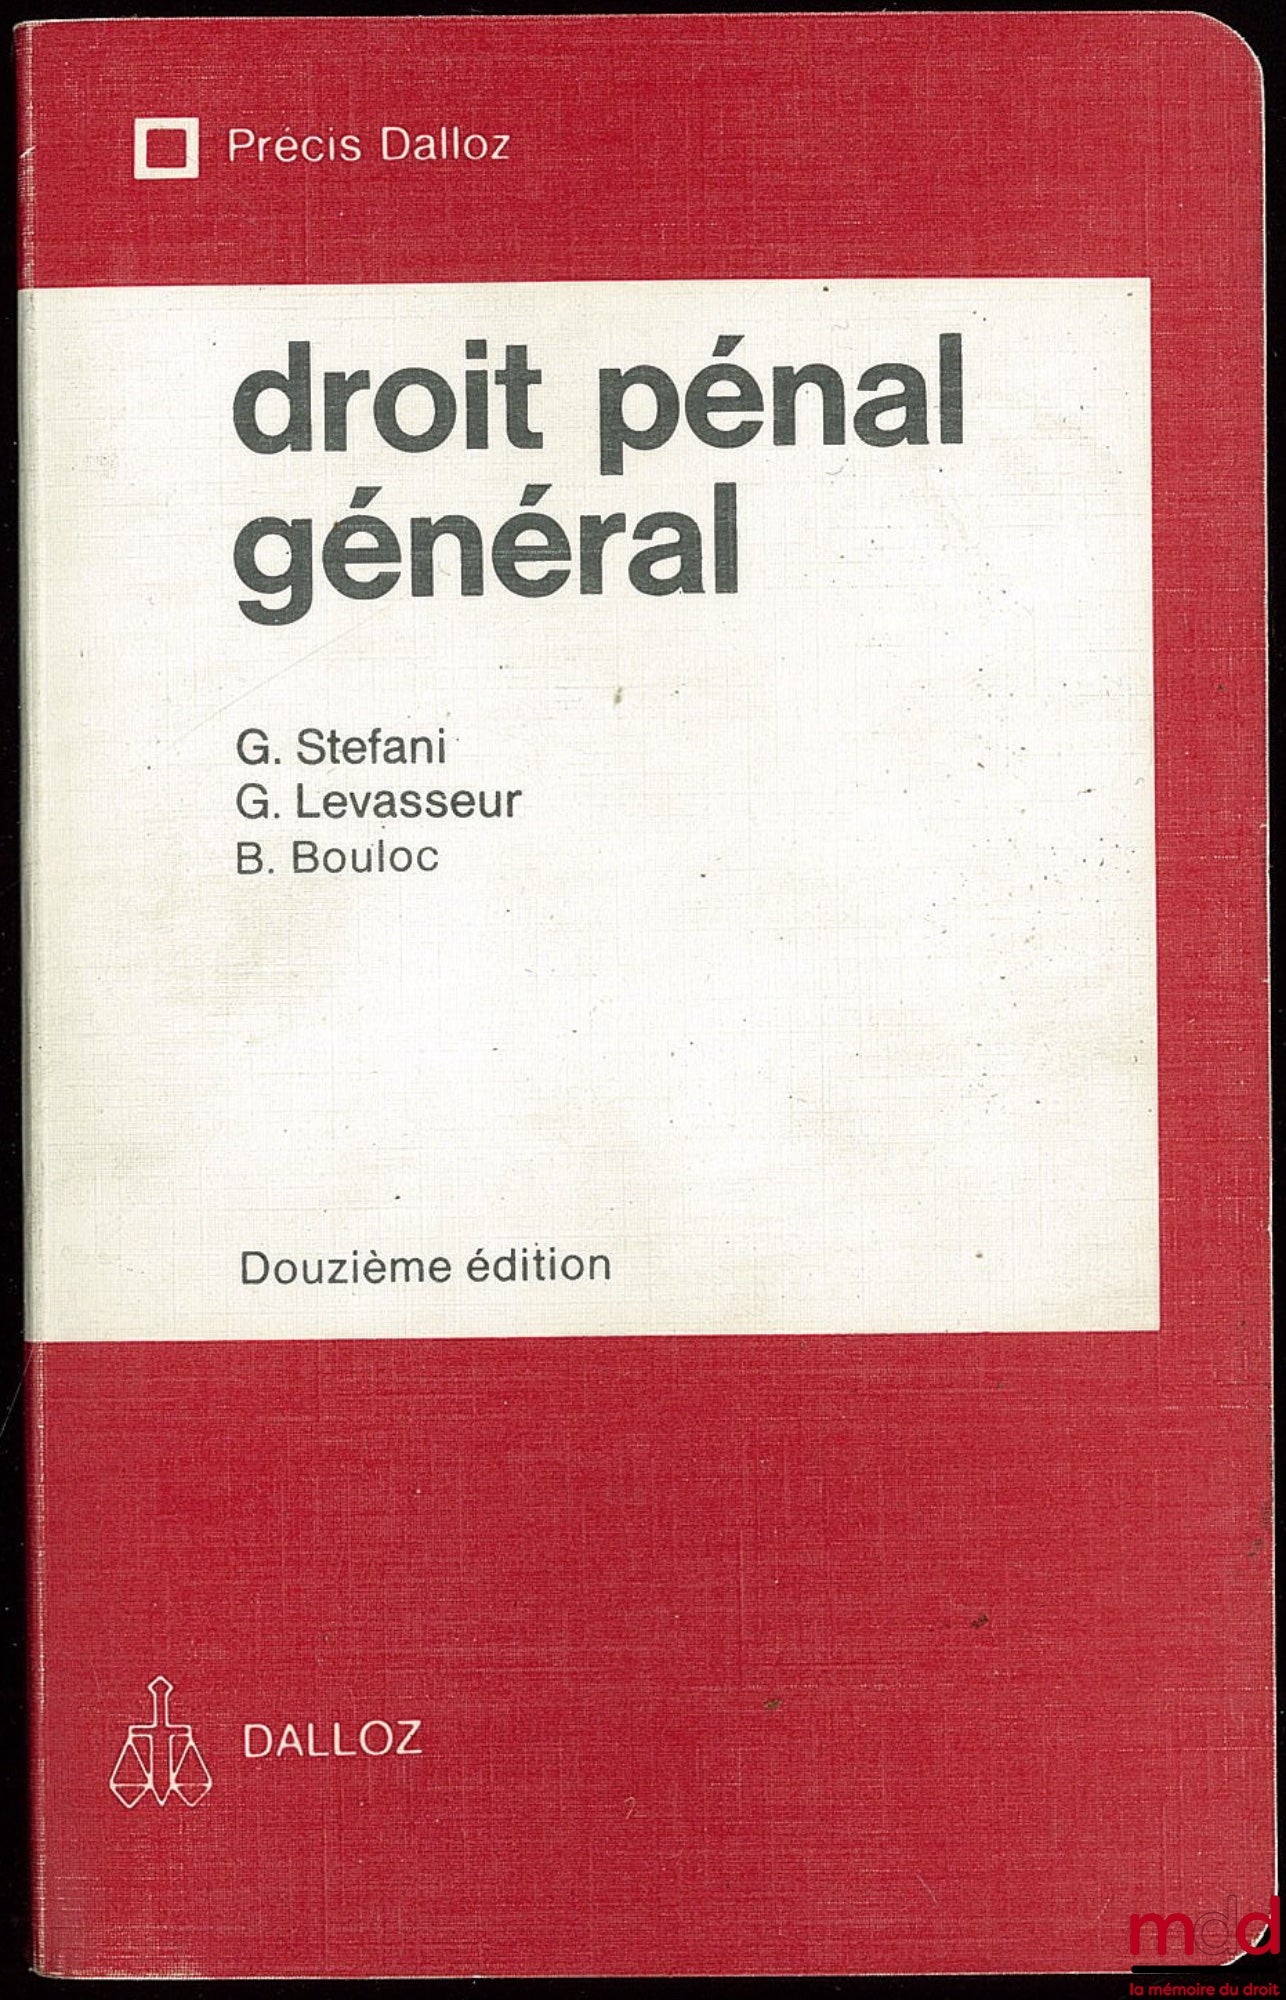 Précis Dalloz
droit pénal
général
G. Stefani
G. Levasseur
B. Bouloc
Douzième édition
DALLOZ
mdd
la mémoire du droit